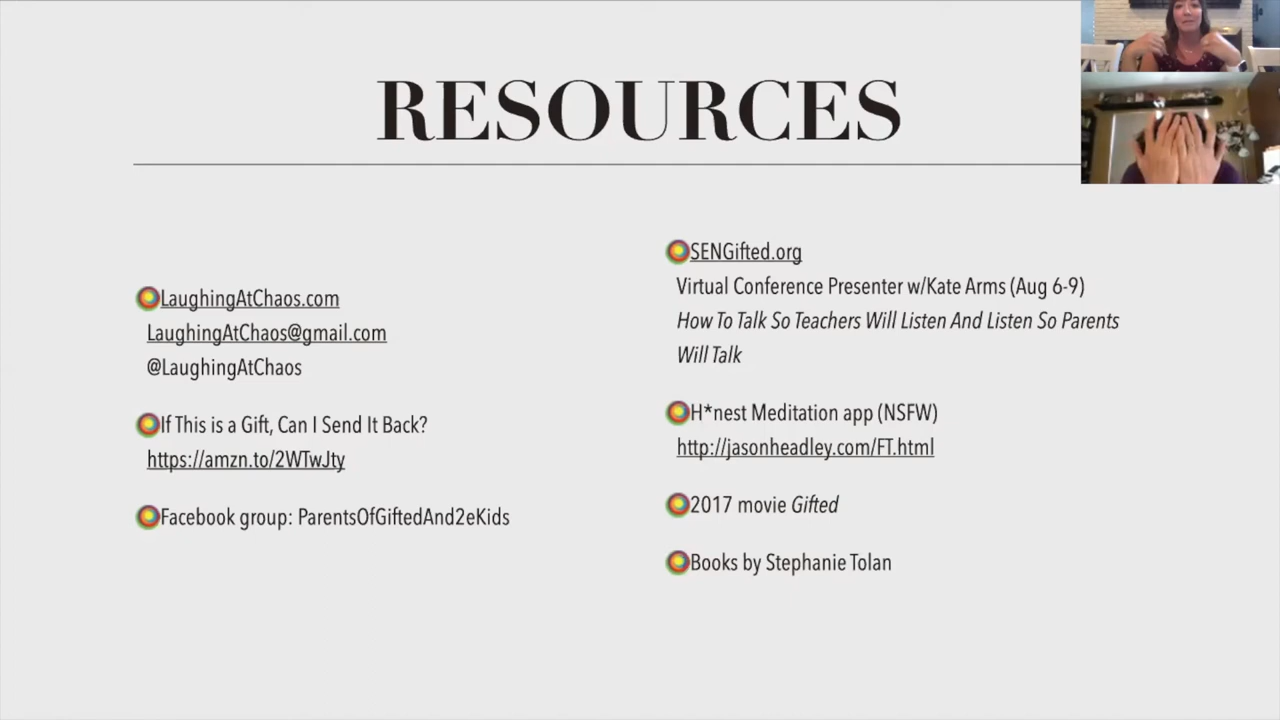 RESOURCES
LaughingAtChaos.com
LaughingAtChaos@gmail.com
@LaughingAtChaos
If This is a Gift, Can I Send It Back?
https://amzn.to/2WTwJty
Facebook group: ParentsOfGiftedAnd2eKids
SENGifted.org
Virtual Conference Presenter w/Kate Arms (Aug 6-9)
How To Talk So Teachers Will Listen And Listen So Parents
Will Talk
H*nest Meditation app (NSFW)
http://jasonheadley.com/FT.html
2017 movie Gifted
Books by Stephanie Tolan